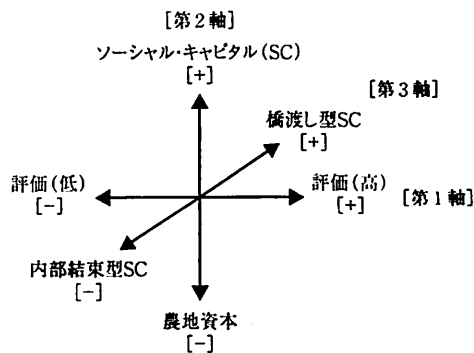 [第2軸]
ソーシャル・キャピタル(SC)
[+]
[第3軸]
橋渡し型SC
[+]
評価(低)
[-]
評価(高)
[+]
[第1軸]
内部結束型SC
[-]
農地資本
[-]